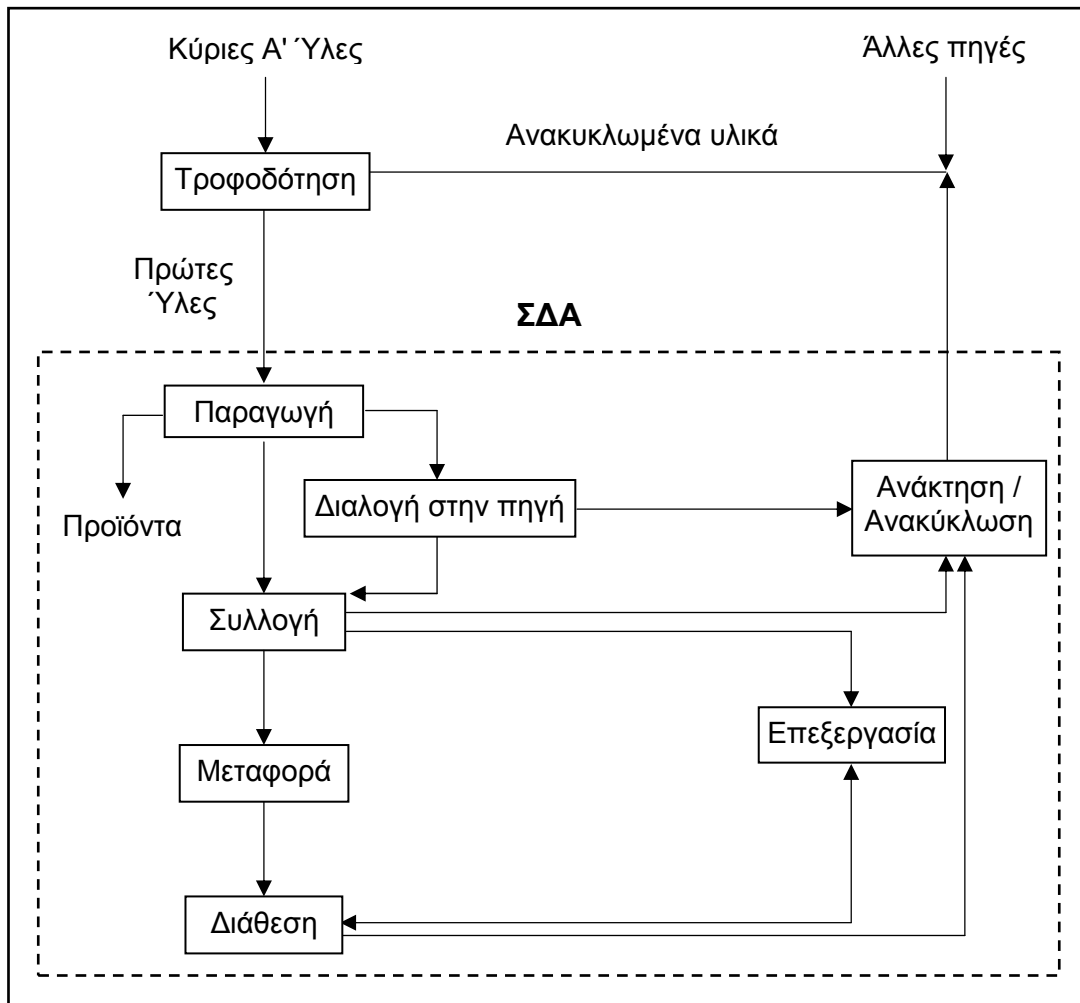 Κύριες Α' Ύλες
Άλλες πηγές
Ανακυκλωμένα υλικά
Τροφοδότηση
Πρώτες
Ύλες
ΣΔΑ
Παραγωγή
Διαλογή στην πηγή
Ανάκτηση /
Ανακύκλωση
Προϊόντα
Συλλογή
Επεξεργασία
Μεταφορά
Διάθεση